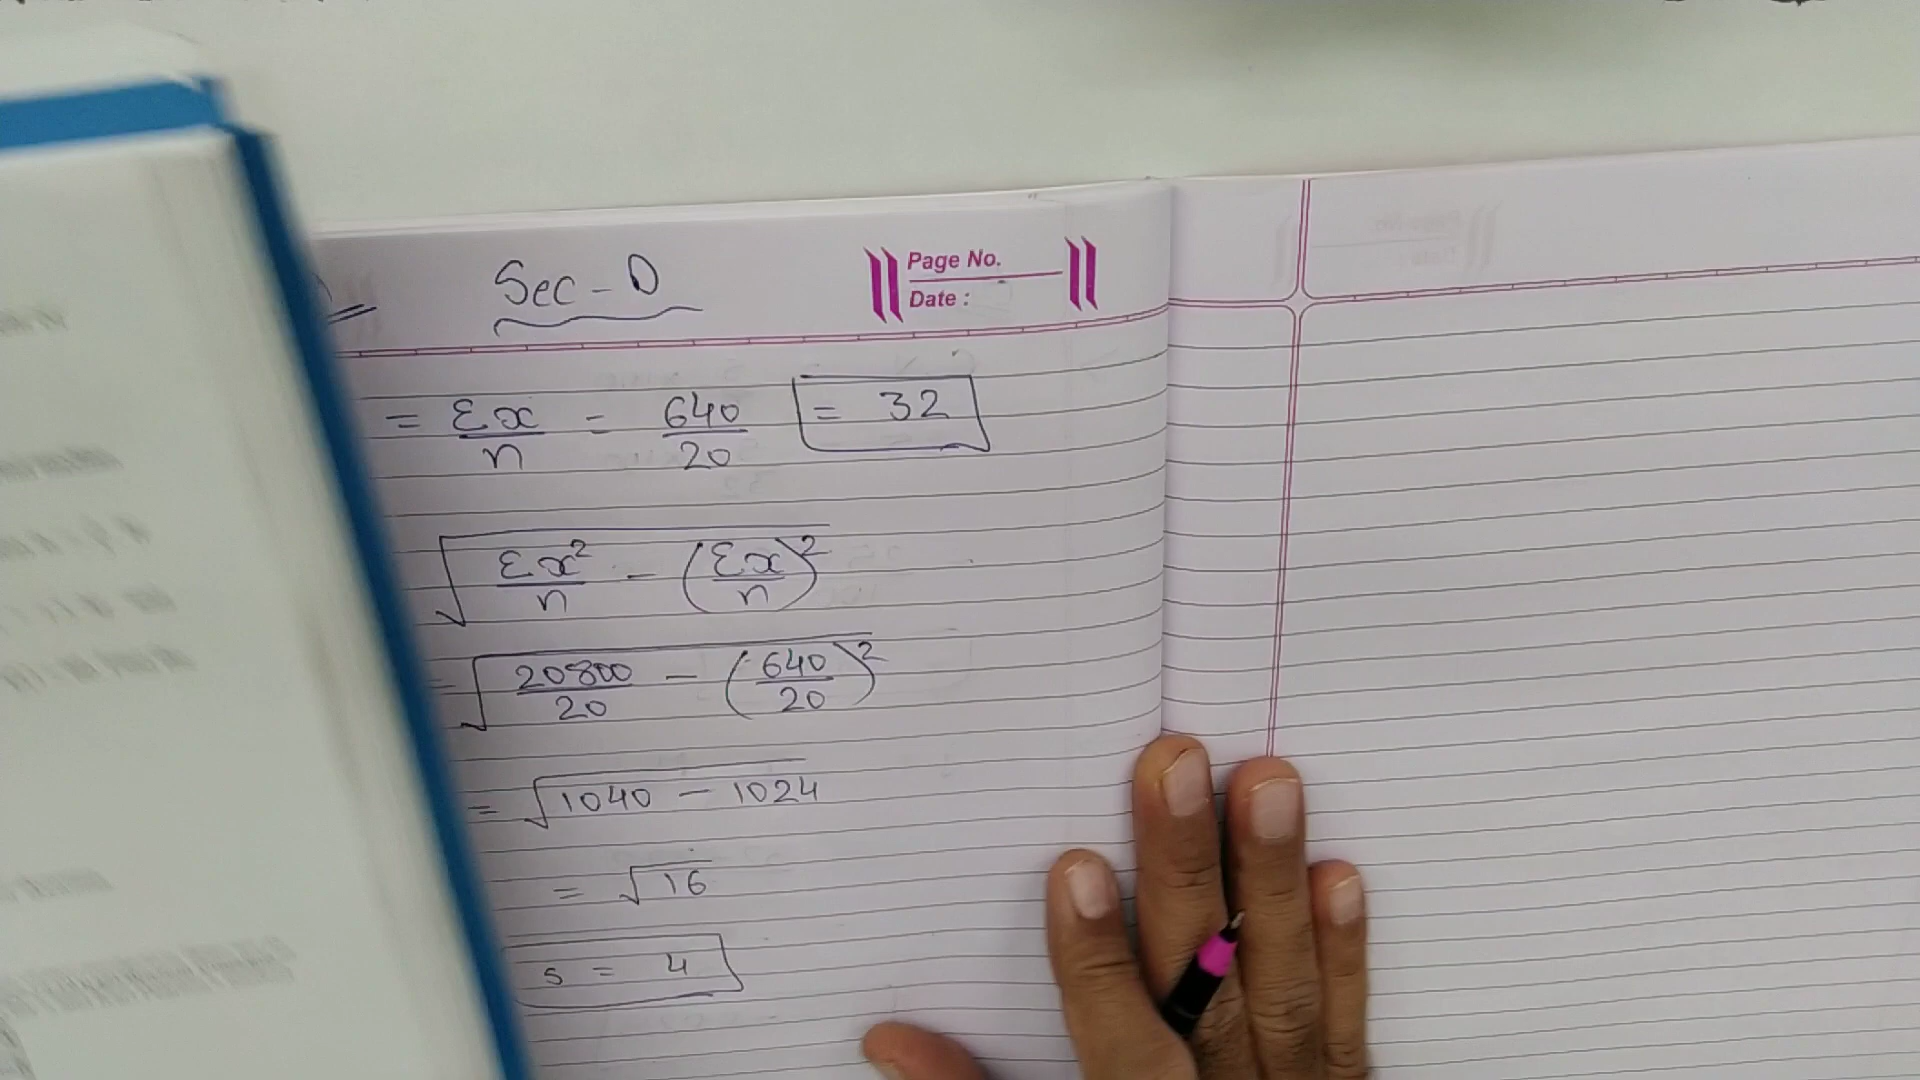 Sec - D
Page No.
Date :
= Σx/n = 640/20 = 32
√(Σx²/n - (Σx/n)²)
= √(20800/20 - (640/20)²)
= √(1040 - 1024)
= √16
s = 4